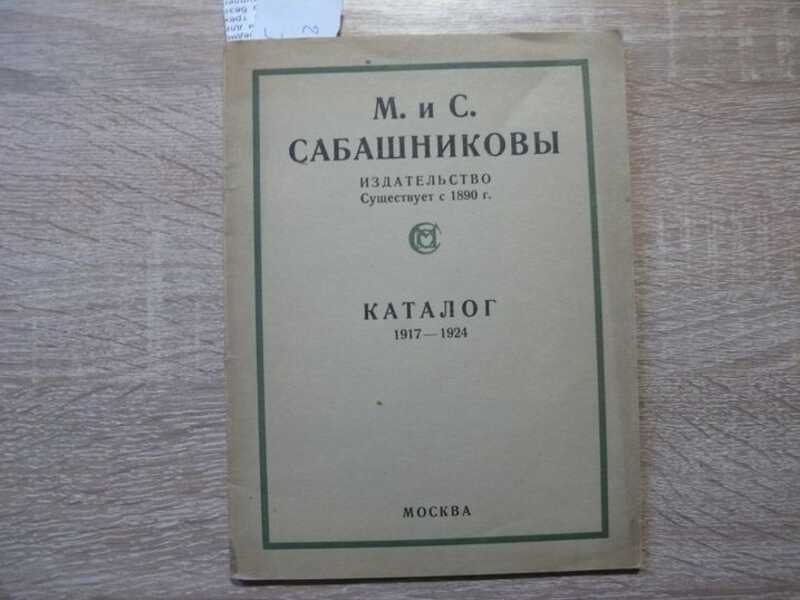 М. и С.
САБАШНИКОВЫ
ИЗДАТЕЛЬСТВО
Существует с 1890 г.
КАТАЛОГ
1917—1924
МОСКВА